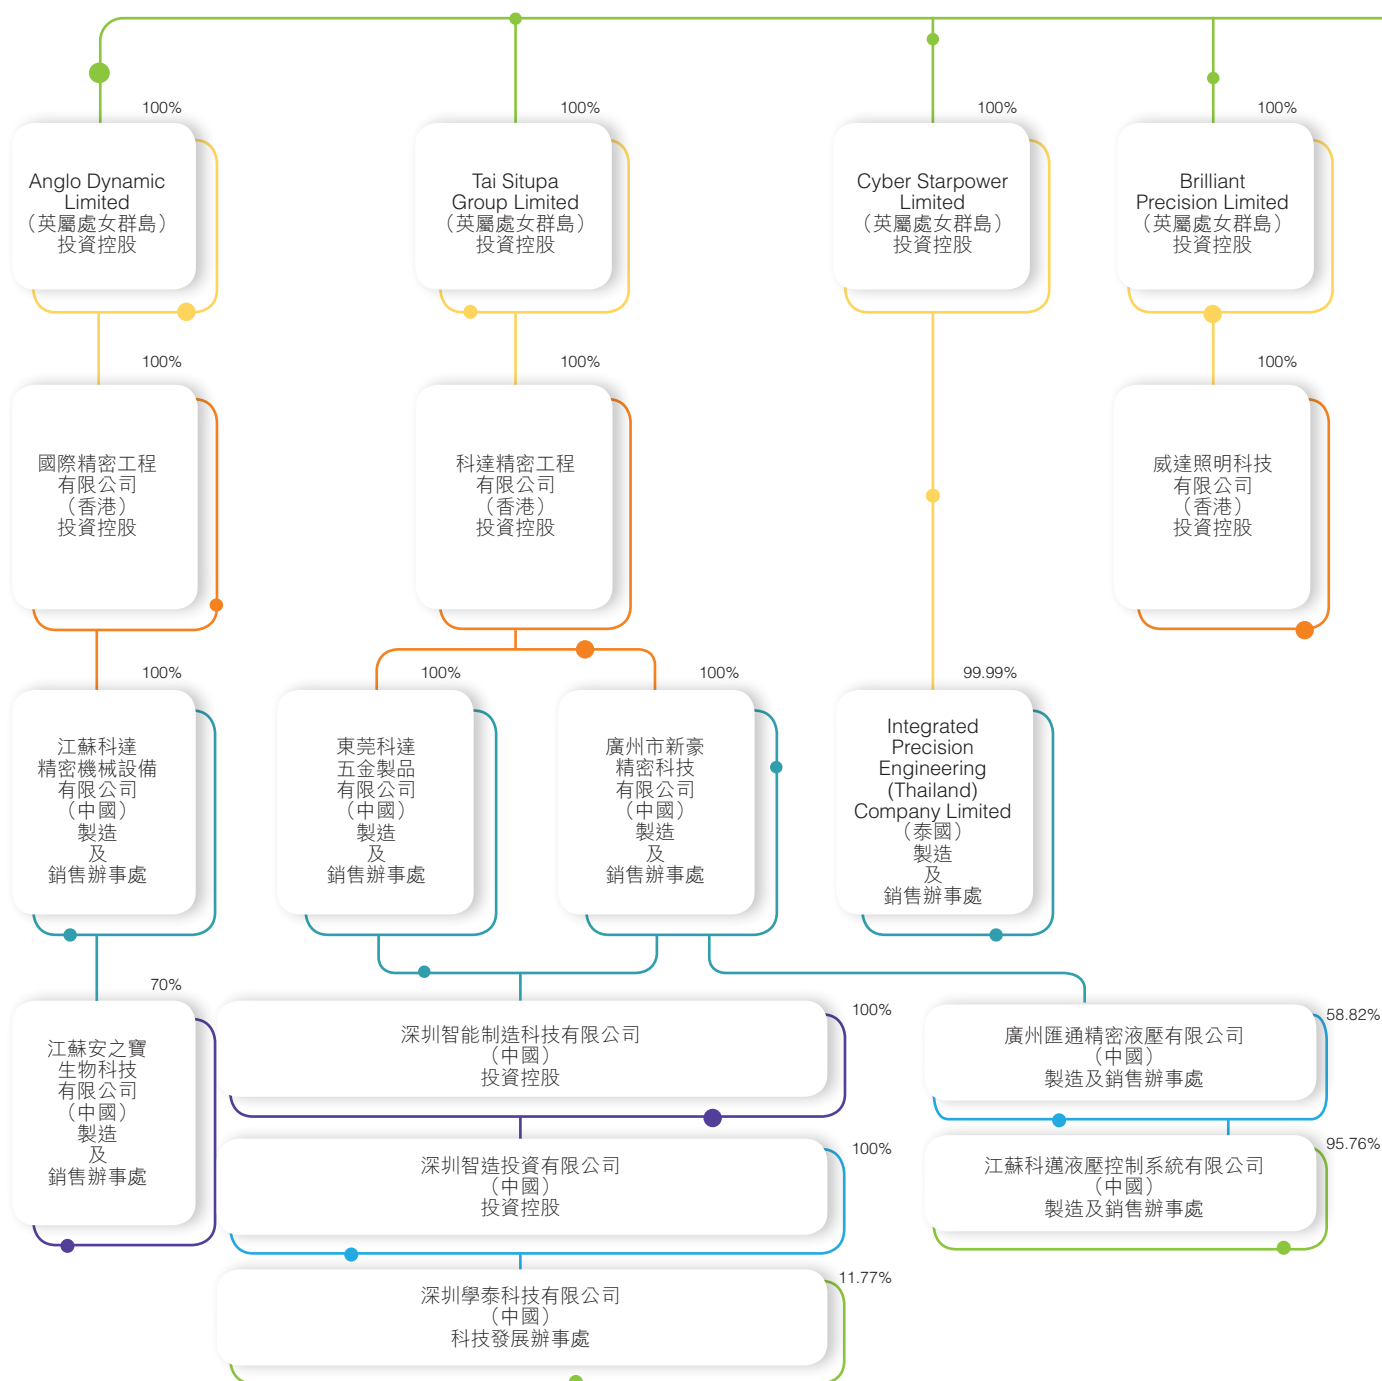 100%
Anglo Dynamic
Limited
（英屬處女群島）
投資控股
100%
Tai Situpa
Group Limited
（英屬處女群島）
投資控股
100%
Cyber Starpower
Limited
（英屬處女群島）
投資控股
100%
Brilliant
Precision Limited
（英屬處女群島）
投資控股
100%
國際精密工程
有限公司
（香港）
投資控股
100%
科達精密工程
有限公司
（香港）
投資控股
100%
威達照明科技
有限公司
（香港）
投資控股
100%
江蘇科達
精密機械設備
有限公司
（中國）
製造
及
銷售辦事處
100%
東莞科達
五金製品
有限公司
（中國）
製造
及
銷售辦事處
100%
廣州市新豪
精密科技
有限公司
（中國）
製造
及
銷售辦事處
99.99%
Integrated
Precision
Engineering
(Thailand)
Company Limited
（泰國）
製造
及
銷售辦事處
70%
江蘇安之寶
生物科技
有限公司
（中國）
製造
及
銷售辦事處
100%
深圳智能制造科技有限公司
（中國）
投資控股
58.82%
廣州匯通精密液壓有限公司
（中國）
製造及銷售辦事處
100%
深圳智造投資有限公司
（中國）
投資控股
95.76%
江蘇科邁液壓控制系統有限公司
（中國）
製造及銷售辦事處
11.77%
深圳學泰科技有限公司
（中國）
科技發展辦事處